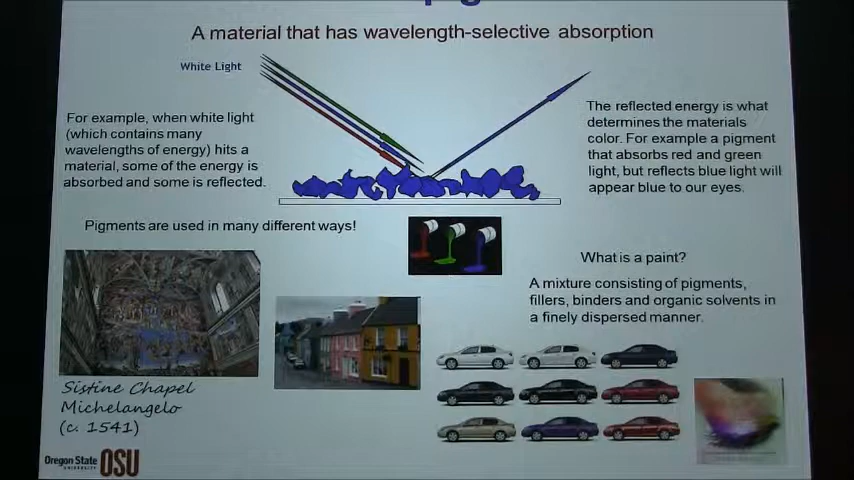 A material that has wavelength-selective absorption
White Light
For example, when white light
(which contains many
wavelengths of energy) hits a
material, some of the energy is
absorbed and some is reflected.
The reflected energy is what
determines the materials
color. For example a pigment
that absorbs red and green
light, but reflects blue light will
appear blue to our eyes.
Pigments are used in many different ways!
What is a paint?
A mixture consisting of pigments,
fillers, binders and organic solvents in
a finely dispersed manner.
Sistine Chapel
Michelangelo
(c. 1541)
Oregon State
UNIVERSITY
OSU